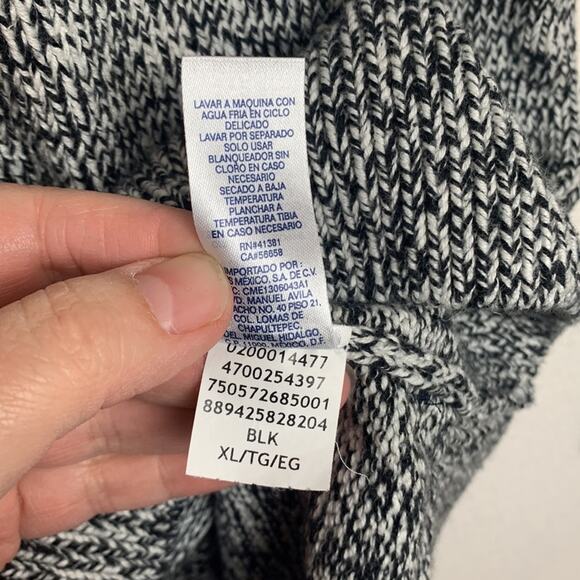 LAVAR A MAQUINA CON
AGUA FRIA EN CICLO
DELICADO
LAVAR POR SEPARADO
SOLO USAR
BLANQUEADOR SIN
CLORO EN CASO
NECESARIO
SECADO A BAJA
TEMPERATURA
PLANCHAR A
TEMPERATURA TIBIA
EN CASO NECESARIO
RN#41381
CA#56658
IMPORTADO POR :
MÉXICO, S.A. DE C.V.
CME1306043A1
MANUEL AVILA
NO. 40 PISO 21,
COL. LOMAS DE
CHAPULTEPEC,
DEL. MIGUEL HIDALGO,
MÉXICO, D.F.
0200014477
4700254397
750572685001
889425828204
BLK
XL/TG/EG